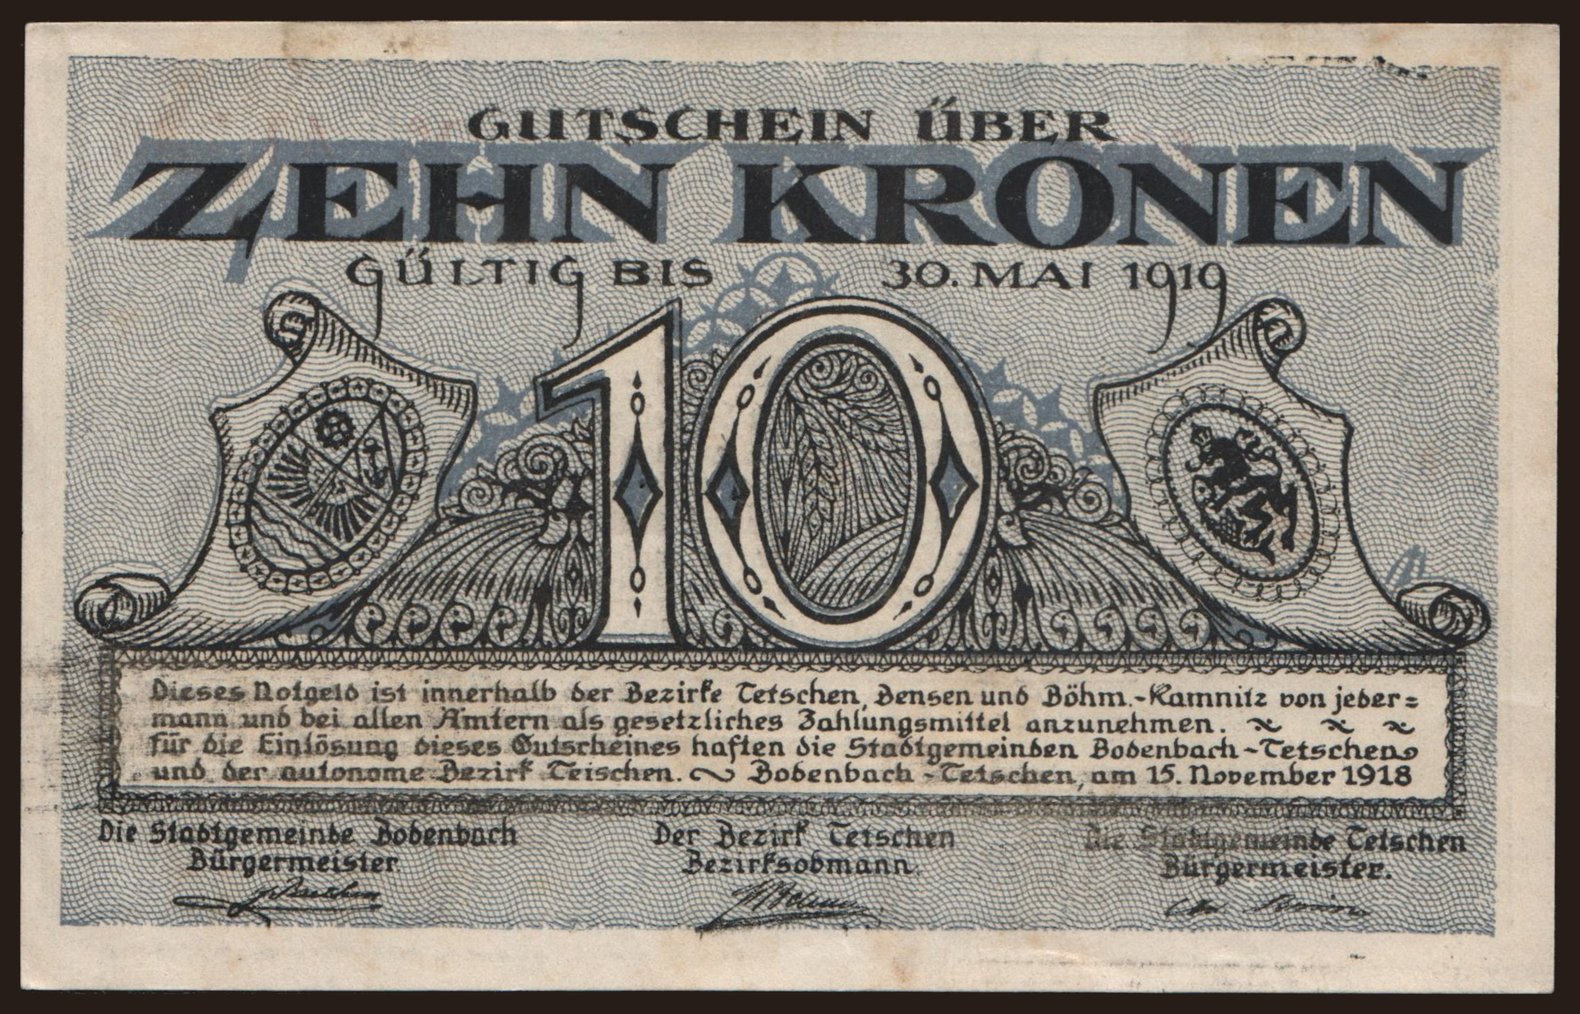 GUTSCHEIN ÜBER
ZEHN KRONEN
GÜLTIG BIS 30. MAI 1919
10
Dieses Notgeld ist innerhalb der Bezirke Tetschen, Bensen und Böhm.-Kamnitz von jeder=
mann und bei allen Ämtern als gesetzliches Zahlungsmittel anzunehmen.
für die Einlösung dieses Gutscheines haften die Stadtgemeinden Bodenbach-Tetschen
und der autonome Bezirk Tetschen. ~ Bodenbach-Tetschen, am 15. November 1918
Die Stadtgemeinde Bodenbach
Bürgermeister
Der Bezirk Tetschen
Bezirksobmann.
Die Stadtgemeinde Tetschen
Bürgermeister.